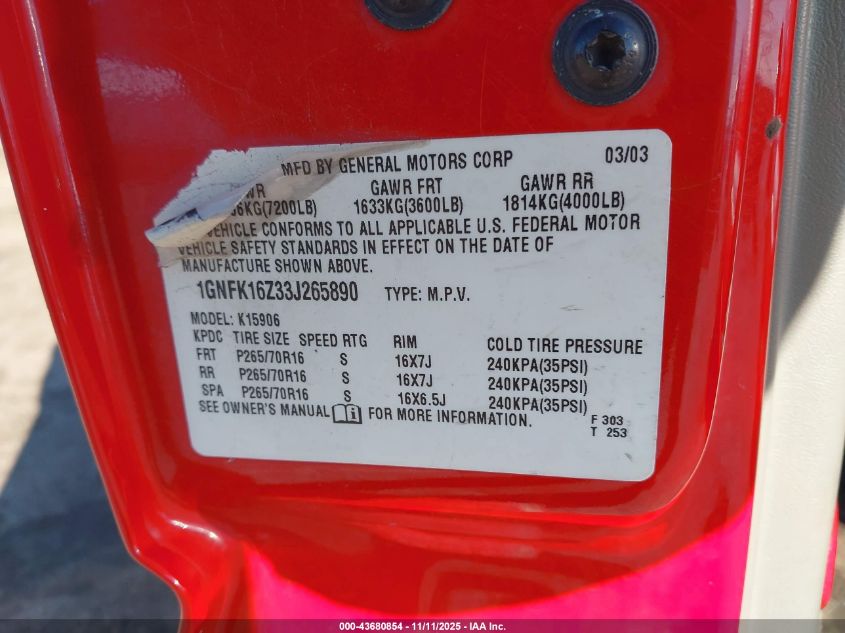 MFD BY GENERAL MOTORS CORP 03/03
GAWR FRT GAWR RR
(7200LB) 1633KG(3600LB) 1814KG(4000LB)
VEHICLE CONFORMS TO ALL APPLICABLE U.S. FEDERAL MOTOR
VEHICLE SAFETY STANDARDS IN EFFECT ON THE DATE OF
MANUFACTURE SHOWN ABOVE.
1GNFK16Z33J265890 TYPE: M.P.V.
MODEL: K15906
KPDC TIRE SIZE SPEED RTG RIM COLD TIRE PRESSURE
FRT P265/70R16 S 16X7J 240KPA(35PSI)
RR P265/70R16 S 16X7J 240KPA(35PSI)
SPA P265/70R16 S 16X6.5J 240KPA(35PSI)
SEE OWNER'S MANUAL FOR MORE INFORMATION.
F 303
T 253
000-43680854 - 11/11/2025 - IAA Inc.